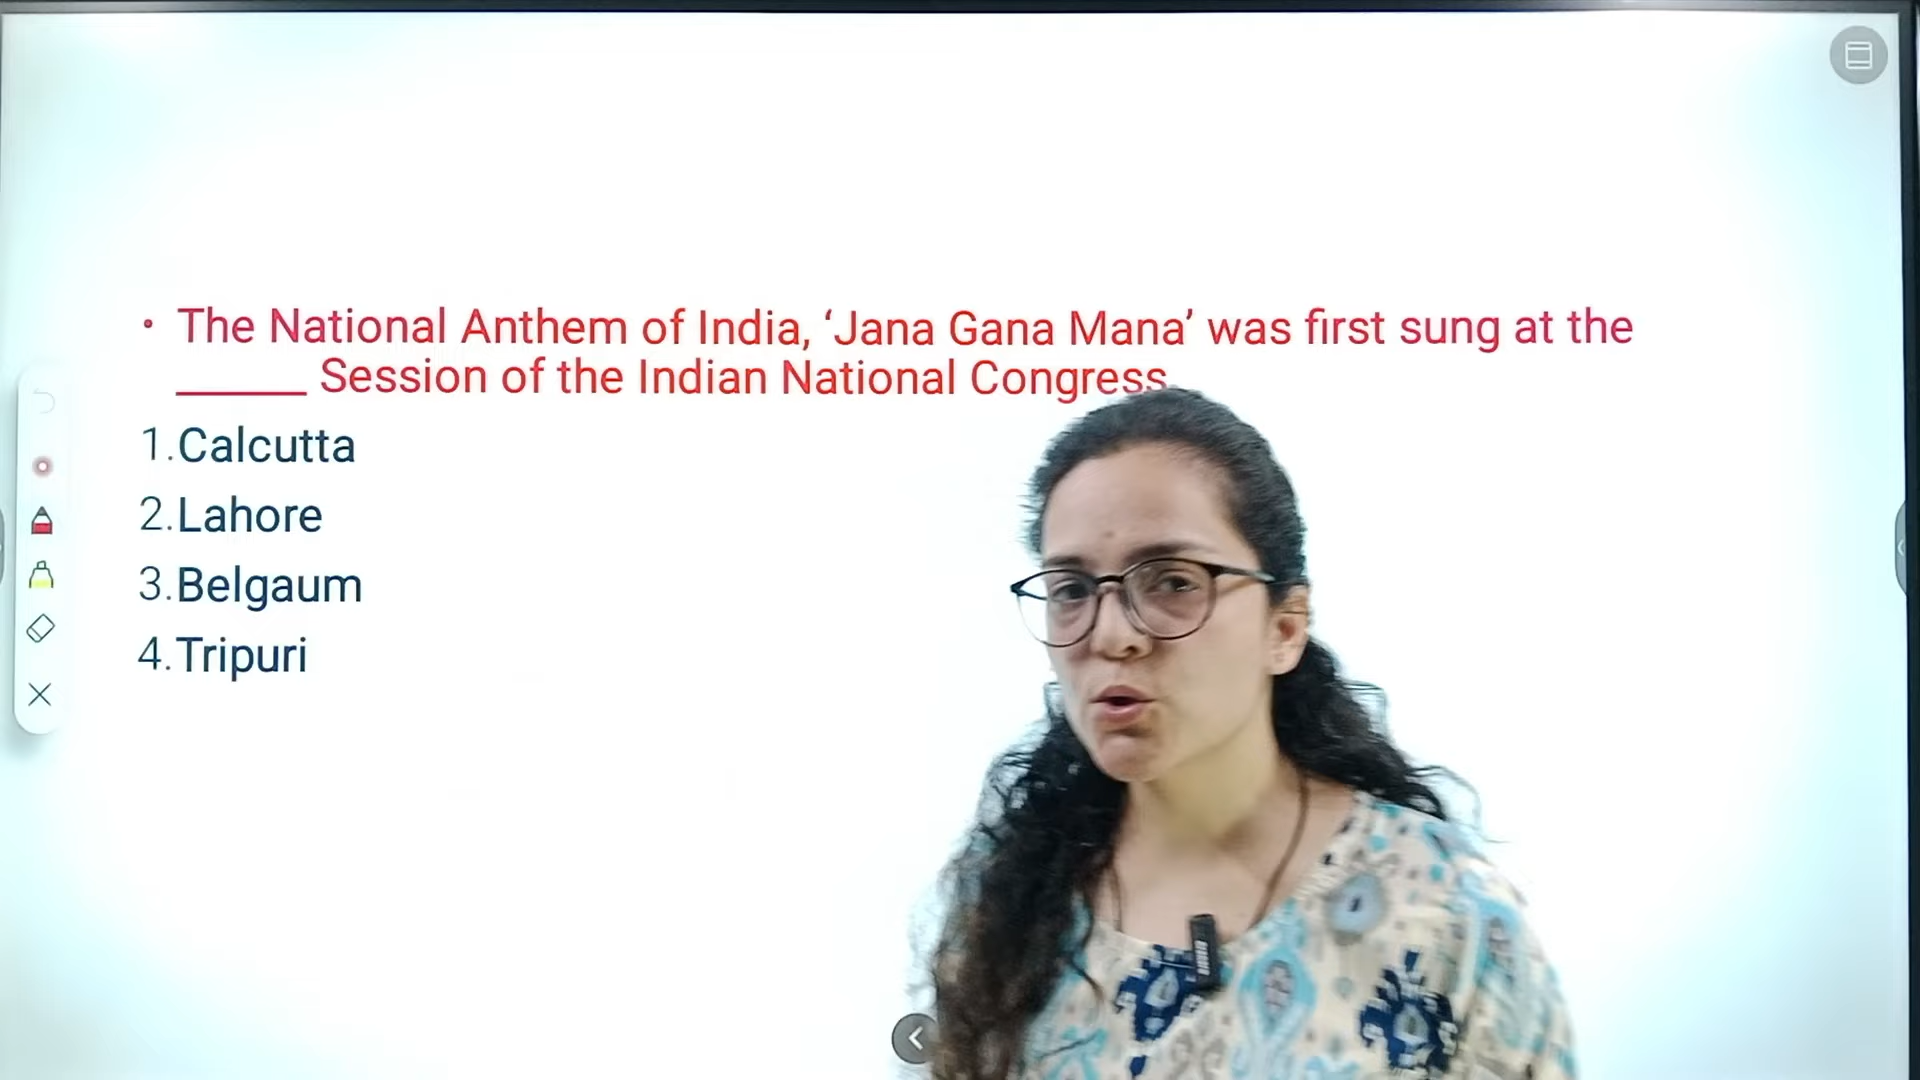 • The National Anthem of India, ‘Jana Gana Mana’ was first sung at the
______ Session of the Indian National Congress.
1.Calcutta
2.Lahore
3.Belgaum
4.Tripuri